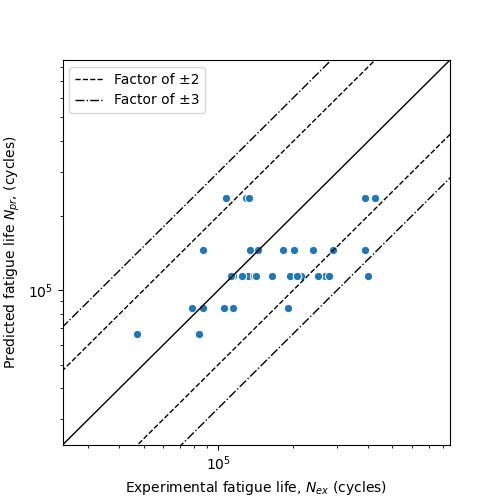 Factor of ±2
Factor of ±3
Predicted fatigue life N_pr, (cycles)
10^5
10^5
Experimental fatigue life, N_ex (cycles)